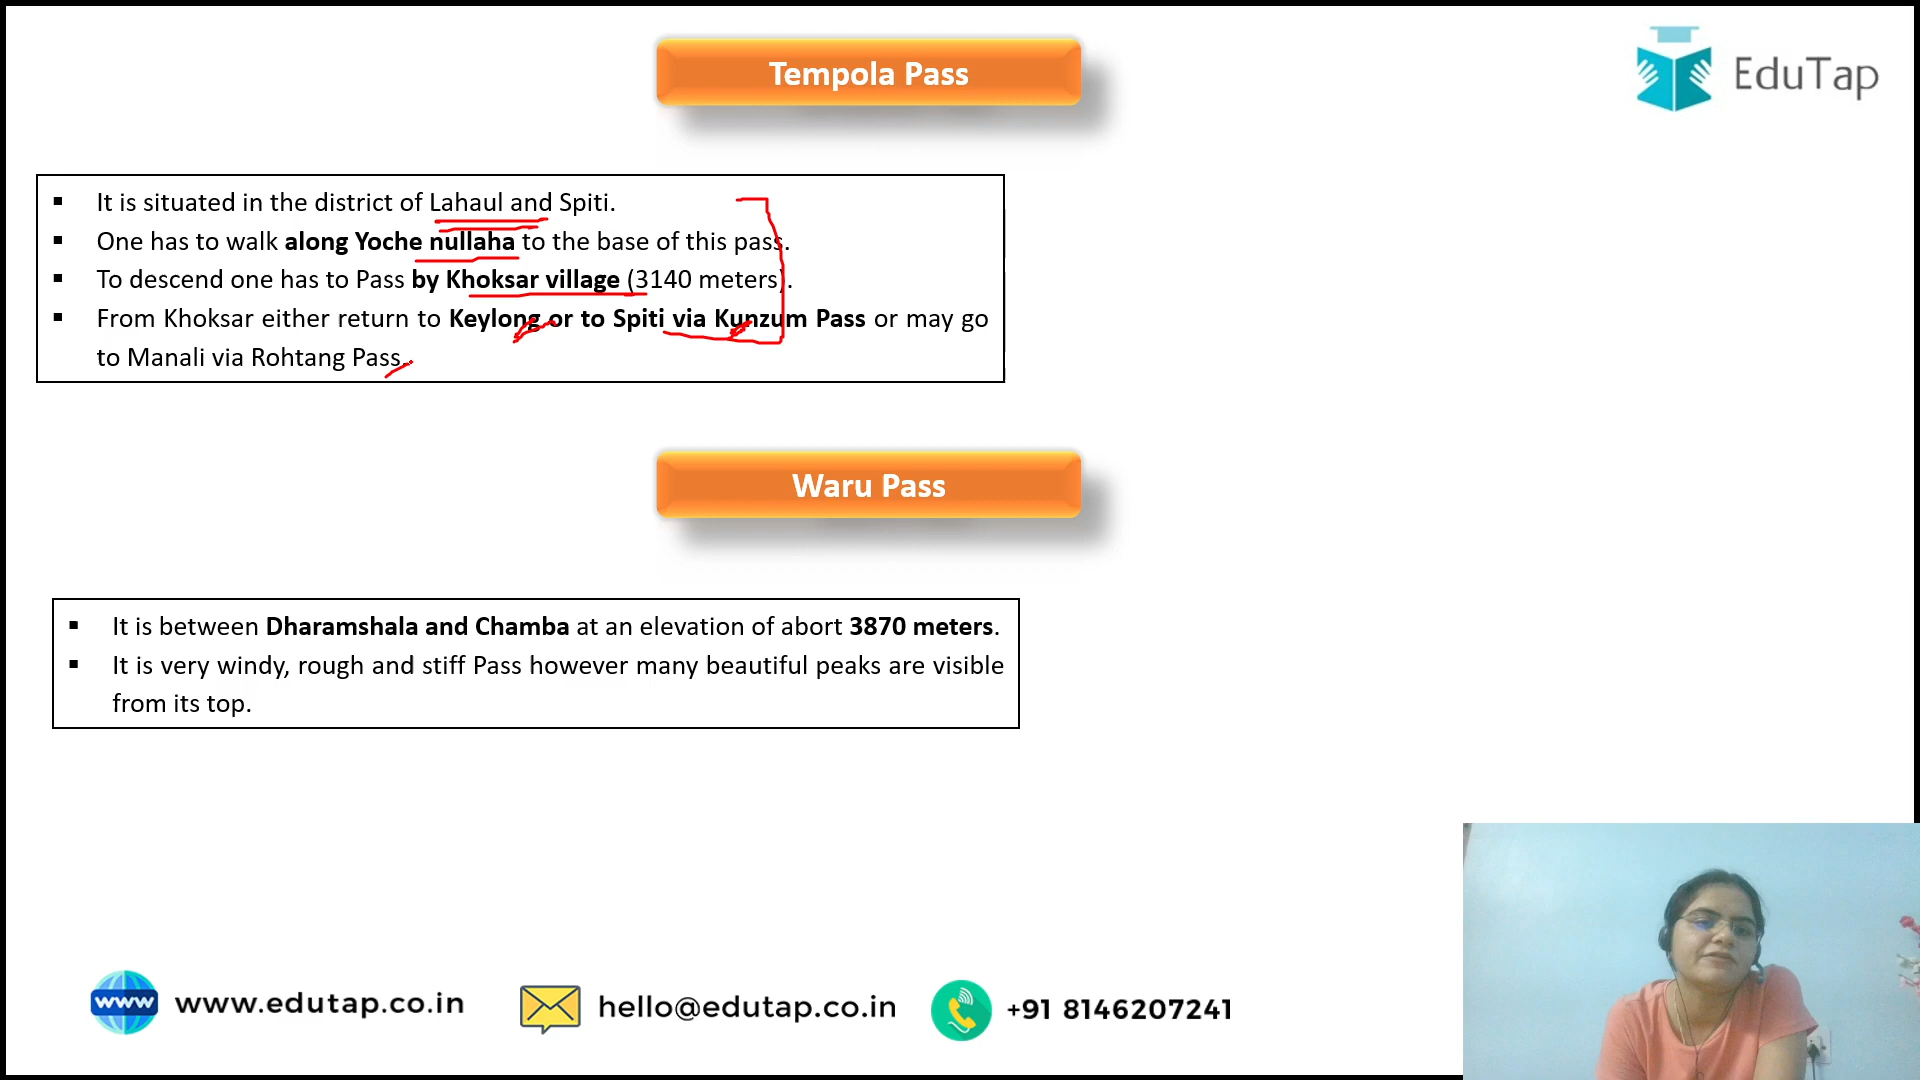 Tempola Pass
EduTap
▪ It is situated in the district of Lahaul and Spiti.
▪ One has to walk along Yoche nullaha to the base of this pass.
▪ To descend one has to Pass by Khoksar village (3140 meters).
▪ From Khoksar either return to Keylong or to Spiti via Kunzum Pass or may go
to Manali via Rohtang Pass.
Waru Pass
▪ It is between Dharamshala and Chamba at an elevation of abort 3870 meters.
▪ It is very windy, rough and stiff Pass however many beautiful peaks are visible
from its top.
www www.edutap.co.in hello@edutap.co.in +91 8146207241